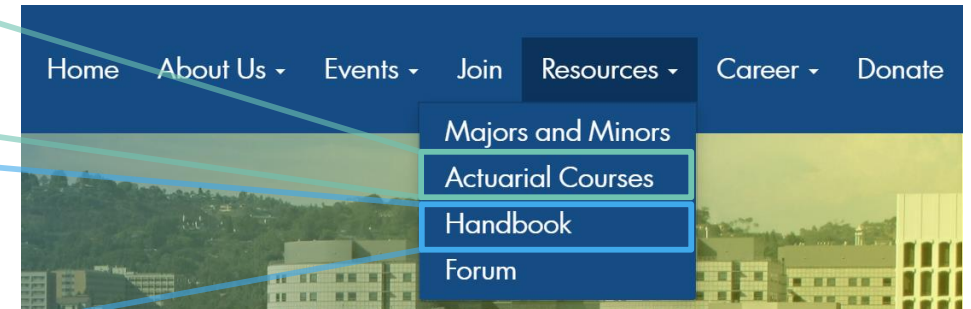 Home About Us Events Join Resources Career Donate
Majors and Minors
Actuarial Courses
Handbook
Forum